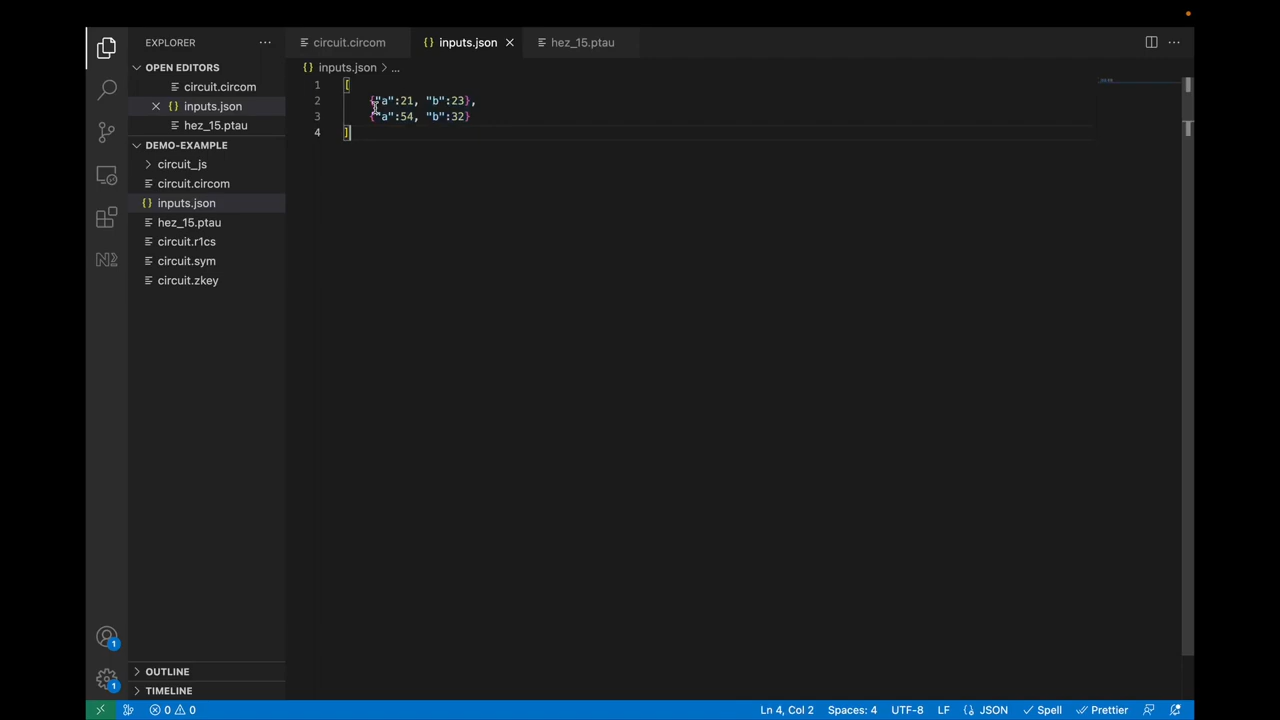 EXPLORER
OPEN EDITORS
circuit.circom
{} inputs.json
hez_15.ptau
DEMO-EXAMPLE
circuit_js
circuit.circom
{} inputs.json
hez_15.ptau
circuit.r1cs
circuit.sym
circuit.zkey
OUTLINE
TIMELINE
circuit.circom {} inputs.json hez_15.ptau
{} inputs.json > ...
1 [
2 {"a":21, "b":23},
3 {"a":54, "b":32}
4 ]
1
1
0 0 Ln 4, Col 2 Spaces: 4 UTF-8 LF {} JSON Spell Prettier